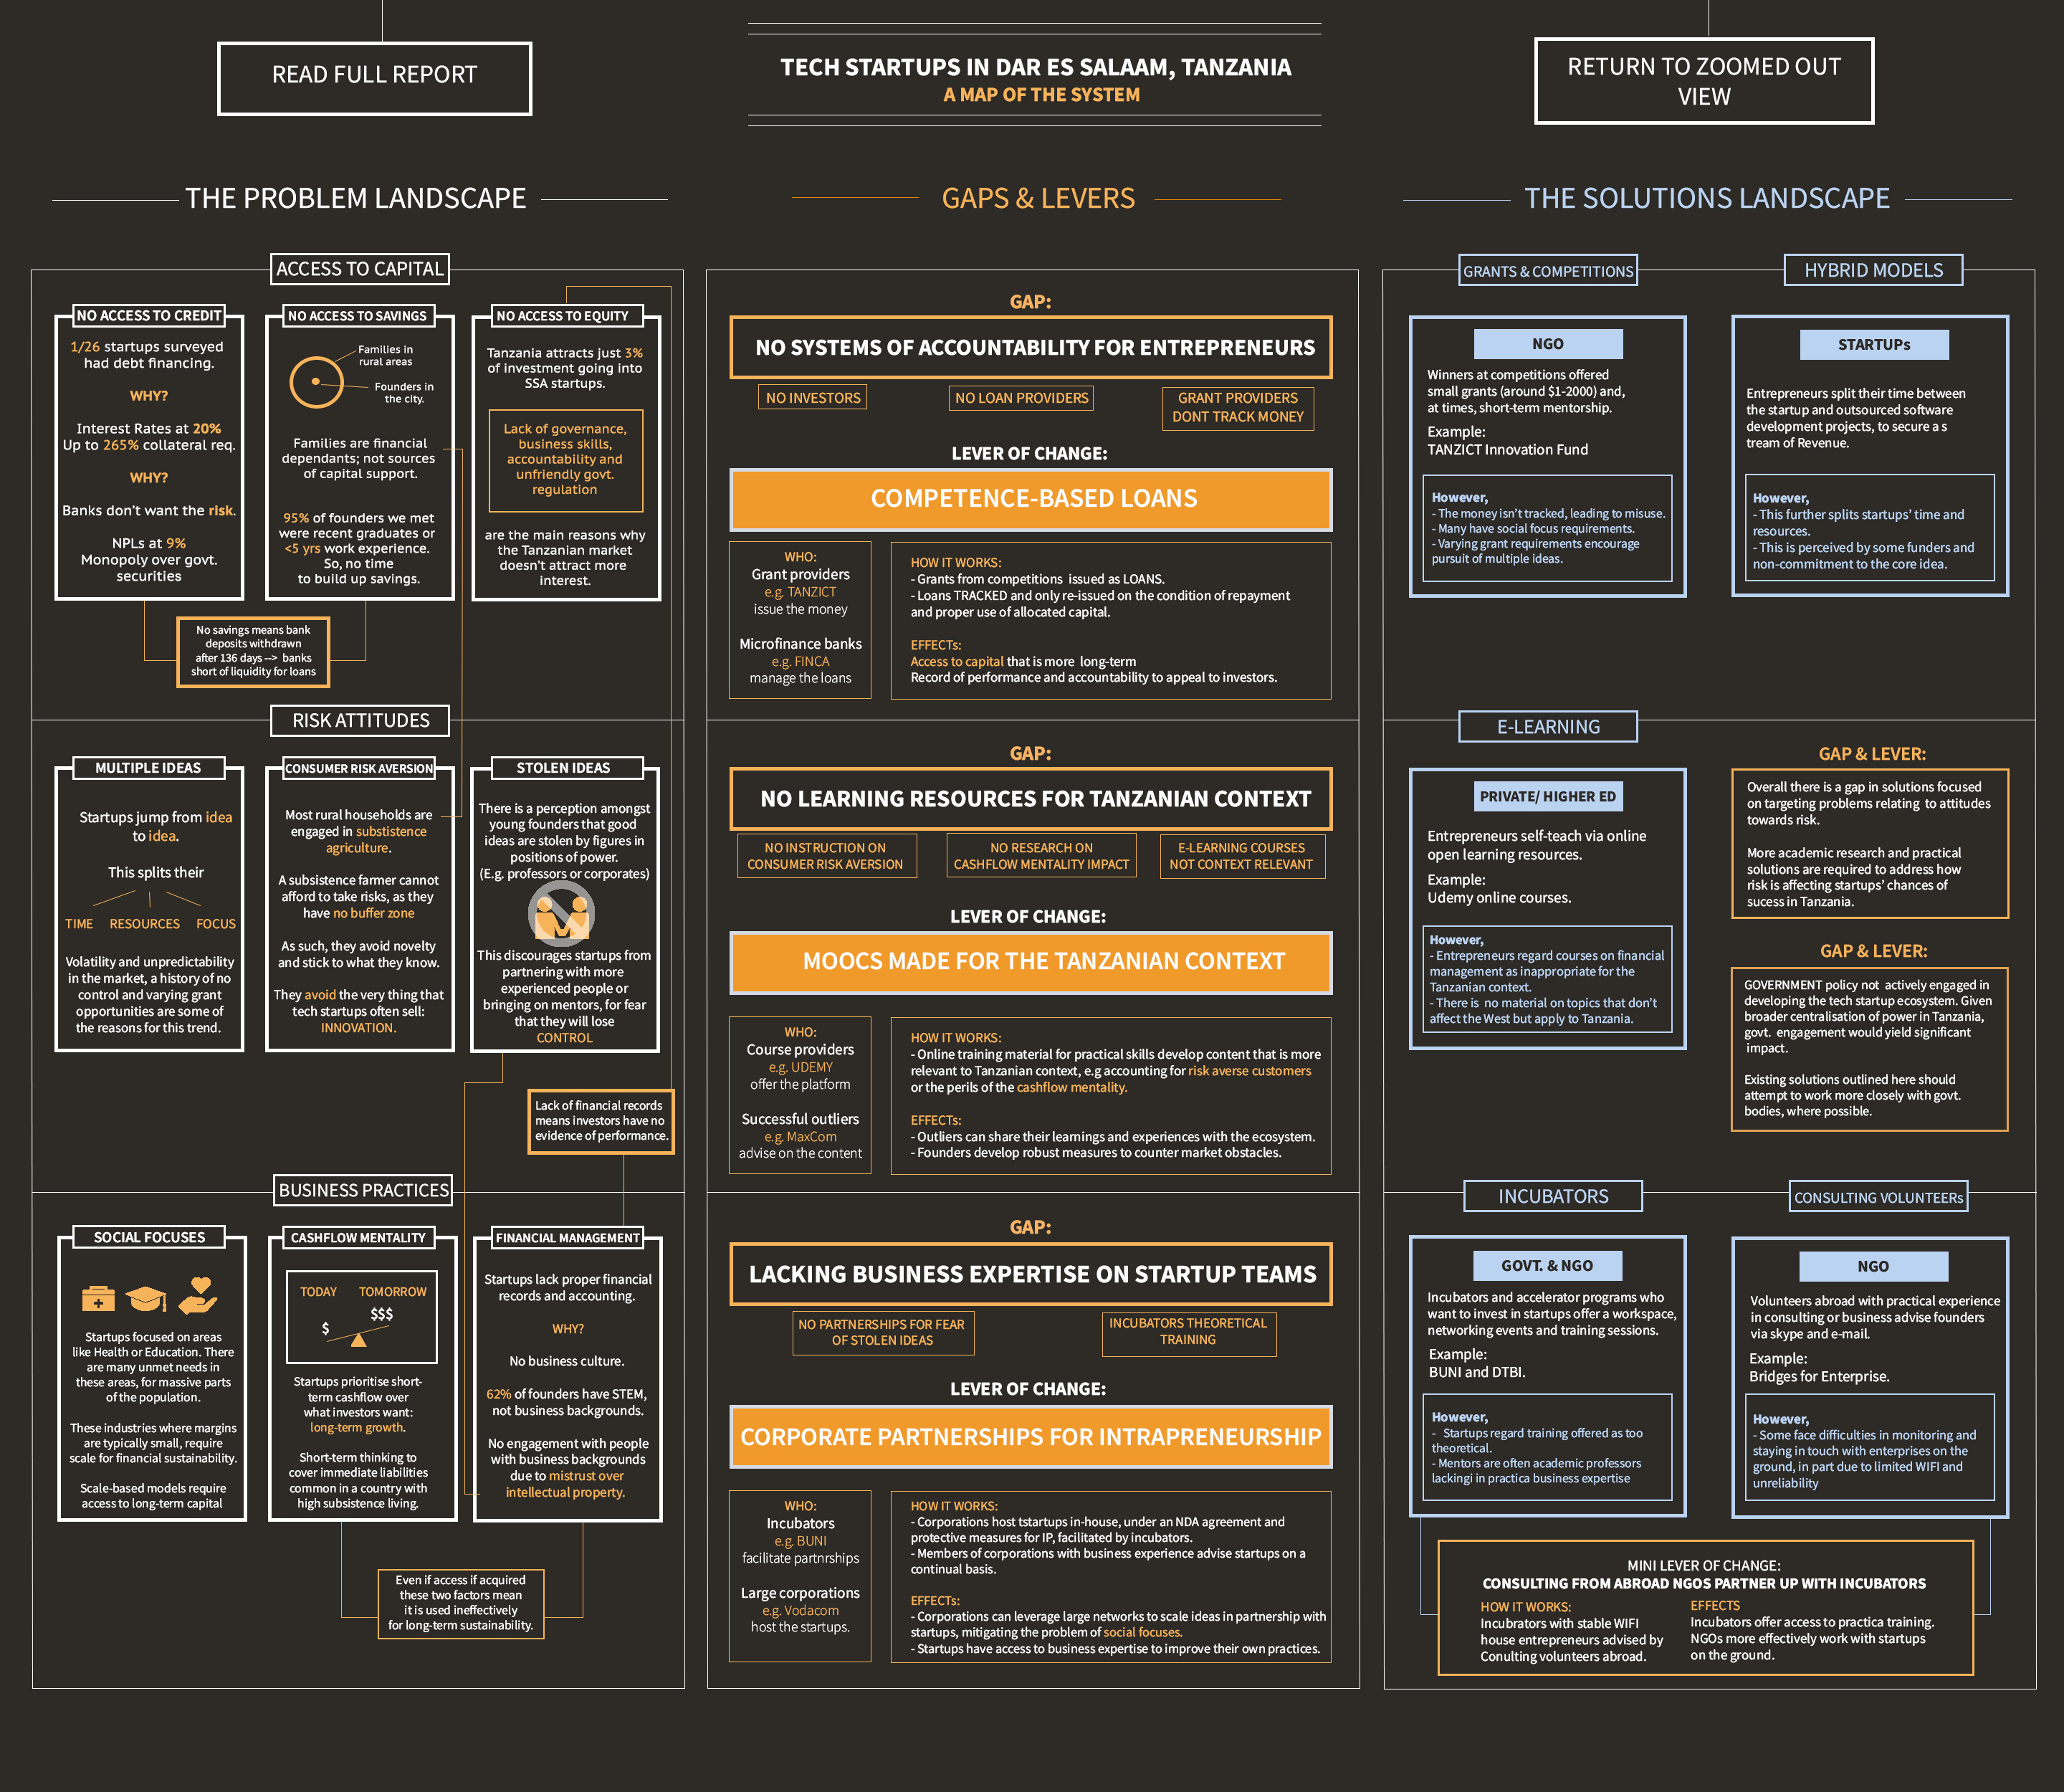 READ FULL REPORT
TECH STARTUPS IN DAR ES SALAAM, TANZANIA
A MAP OF THE SYSTEM
RETURN TO ZOOMED OUT
VIEW
THE PROBLEM LANDSCAPE
ACCESS TO CAPITAL
NO ACCESS TO CREDIT
1/26 startups surveyed
had debt financing.
WHY?
Interest Rates at 20%
Up to 265% collateral req.
WHY?
Banks don't want the risk.
NPLs at 9%
Monopoly over govt.
securities
NO ACCESS TO SAVINGS
Families in
rural areas
Founders in
the city.
Families are financial
dependants; not sources
of capital support.
95% of founders we met
were recent graduates or
<5 yrs work experience.
So, no time
to build up savings.
NO ACCESS TO EQUITY
Tanzania attracts just 3%
of investment going into
SSA startups.
Lack of governance,
business skills,
accountability and
unfriendly govt.
regulation
are the main reasons why
the Tanzanian market
doesn't attract more
interest.
No savings means bank
deposits withdrawn
after 136 days --> banks
short of liquidity for loans
RISK ATTITUDES
MULTIPLE IDEAS
Startups jump from idea
to idea.
This splits their
TIME RESOURCES FOCUS
Volatility and unpredictability
in the market, a history of no
control and varying grant
opportunities are some of
the reasons for this trend.
CONSUMER RISK AVERSION
Most rural households are
engaged in substistence
agriculture.
A subsistence farmer cannot
afford to take risks, as they
have no buffer zone
As such, they avoid novelty
and stick to what they know.
They avoid the very thing that
tech startups often sell:
INNOVATION.
STOLEN IDEAS
There is a perception amongst
young founders that good
ideas are stolen by figures in
positions of power.
(E.g. professors or corporates)
This discourages startups from
partnering with more
experienced people or
bringing on mentors, for fear
that they will lose
CONTROL
Lack of financial records
means investors have no
evidence of performance.
BUSINESS PRACTICES
SOCIAL FOCUSES
Startups focused on areas
like Health or Education. There
are many unmet needs in
these areas, for massive parts
of the population.
These industries where margins
are typically small, require
scale for financial sustainability.
Scale-based models require
access to long-term capital
CASHFLOW MENTALITY
TODAY TOMORROW
$ $$$
Startups prioritise short-
term cashflow over
what investors want:
long-term growth.
Short-term thinking to
cover immediate liabilities
common in a country with
high subsistence living.
FINANCIAL MANAGEMENT
Startups lack proper financial
records and accounting.
WHY?
No business culture.
62% of founders have STEM,
not business backgrounds.
No engagement with people
with business backgrounds
due to mistrust over
intellectual property.
Even if access if acquired
these two factors mean
it is used ineffectively
for long-term sustainability.
GAPS & LEVERS
GAP:
NO SYSTEMS OF ACCOUNTABILITY FOR ENTREPRENEURS
NO INVESTORS
NO LOAN PROVIDERS
GRANT PROVIDERS
DONT TRACK MONEY
LEVER OF CHANGE:
COMPETENCE-BASED LOANS
WHO:
Grant providers
e.g. TANZICT
issue the money
Microfinance banks
e.g. FINCA
manage the loans
HOW IT WORKS:
- Grants from competitions issued as LOANS.
- Loans TRACKED and only re-issued on the condition of repayment
and proper use of allocated capital.
EFFECTs:
Access to capital that is more long-term
Record of performance and accountability to appeal to investors.
GAP:
NO LEARNING RESOURCES FOR TANZANIAN CONTEXT
NO INSTRUCTION ON
CONSUMER RISK AVERSION
NO RESEARCH ON
CASHFLOW MENTALITY IMPACT
E-LEARNING COURSES
NOT CONTEXT RELEVANT
LEVER OF CHANGE:
MOOCS MADE FOR THE TANZANIAN CONTEXT
WHO:
Course providers
e.g. UDEMY
offer the platform
Successful outliers
e.g. MaxCom
advise on the content
HOW IT WORKS:
- Online training material for practical skills develop content that is more
relevant to Tanzanian context, e.g accounting for risk averse customers
or the perils of the cashflow mentality.
EFFECTs:
- Outliers can share their learnings and experiences with the ecosystem.
- Founders develop robust measures to counter market obstacles.
GAP:
LACKING BUSINESS EXPERTISE ON STARTUP TEAMS
NO PARTNERSHIPS FOR FEAR
OF STOLEN IDEAS
INCUBATORS THEORETICAL
TRAINING
LEVER OF CHANGE:
CORPORATE PARTNERSHIPS FOR INTRAPRENEURSHIP
WHO:
Incubators
e.g. BUNI
facilitate partnrships
Large corporations
e.g. Vodacom
host the startups.
HOW IT WORKS:
- Corporations host tstartups in-house, under an NDA agreement and
protective measures for IP, facilitated by incubators.
- Members of corporations with business experience advise startups on a
continual basis.
EFFECTs:
- Corporations can leverage large networks to scale ideas in partnership with
startups, mitigating the problem of social focuses.
- Startups have access to business expertise to improve their own practices.
THE SOLUTIONS LANDSCAPE
GRANTS & COMPETITIONS
NGO
Winners at competitions offered
small grants (around $1-2000) and,
at times, short-term mentorship.
Example:
TANZICT Innovation Fund
However,
- The money isn't tracked, leading to misuse.
- Many have social focus requirements.
- Varying grant requirements encourage
pursuit of multiple ideas.
HYBRID MODELS
STARTUPs
Entrepreneurs split their time between
the startup and outsourced software
development projects, to secure a s
tream of Revenue.
However,
- This further splits startups' time and
resources.
- This is perceived by some funders and
non-commitment to the core idea.
E-LEARNING
PRIVATE/ HIGHER ED
Entrepreneurs self-teach via online
open learning resources.
Example:
Udemy online courses.
However,
- Entrepreneurs regard courses on financial
management as inappropriate for the
Tanzanian context.
- There is no material on topics that don't
affect the West but apply to Tanzania.
GAP & LEVER:
Overall there is a gap in solutions focused
on targeting problems relating to attitudes
towards risk.
More academic research and practical
solutions are required to address how
risk is affecting startups' chances of
sucess in Tanzania.
GAP & LEVER:
GOVERNMENT policy not actively engaged in
developing the tech startup ecosystem. Given
broader centralisation of power in Tanzania,
govt. engagement would yield significant
impact.
Existing solutions outlined here should
attempt to work more closely with govt.
bodies, where possible.
INCUBATORS
GOVT. & NGO
Incubators and accelerator programs who
want to invest in startups offer a workspace,
networking events and training sessions.
Example:
BUNI and DTBI.
However,
- Startups regard training offered as too
theoretical.
- Mentors are often academic professors
lackingi in practica business expertise
CONSULTING VOLUNTEERs
NGO
Volunteers abroad with practical experience
in consulting or business advise founders
via skype and e-mail.
Example:
Bridges for Enterprise.
However,
- Some face difficulties in monitoring and
staying in touch with enterprises on the
ground, in part due to limited WIFI and
unreliability
MINI LEVER OF CHANGE:
CONSULTING FROM ABROAD NGOS PARTNER UP WITH INCUBATORS
HOW IT WORKS:
Incubrators with stable WIFI
house entrepreneurs advised by
Conulting volunteers abroad.
EFFECTS
Incubators offer access to practica training.
NGOs more effectively work with startups
on the ground.